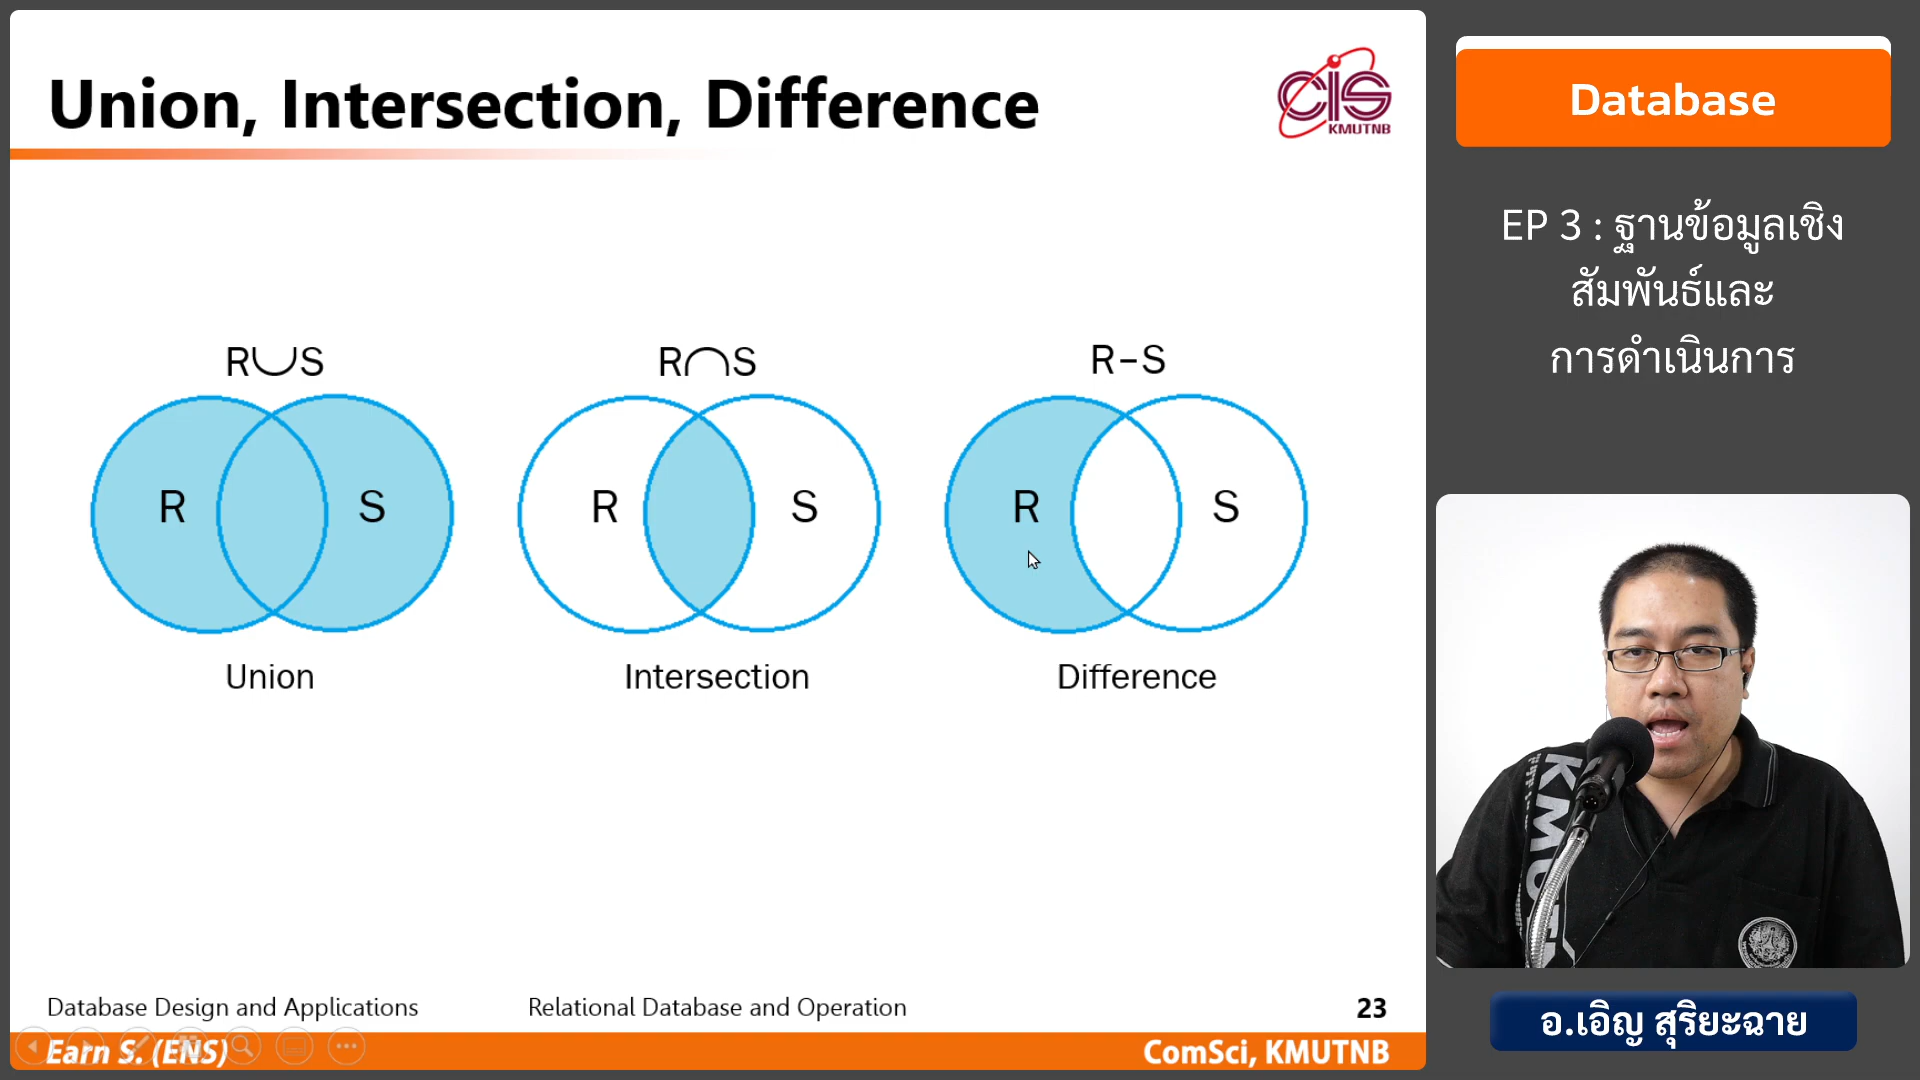 Union, Intersection, Difference
CIS
KMUTNB
R∪S
R∩S
R-S
R
S
R
S
R
S
Union
Intersection
Difference
Database Design and Applications
Relational Database and Operation
23
Earn S. (ENS)
ComSci, KMUTNB
Database
EP 3 : ฐานข้อมูลเชิง
สัมพันธ์และ
การดำเนินการ
KMUT
อ.เอิญ สุริยะฉาย